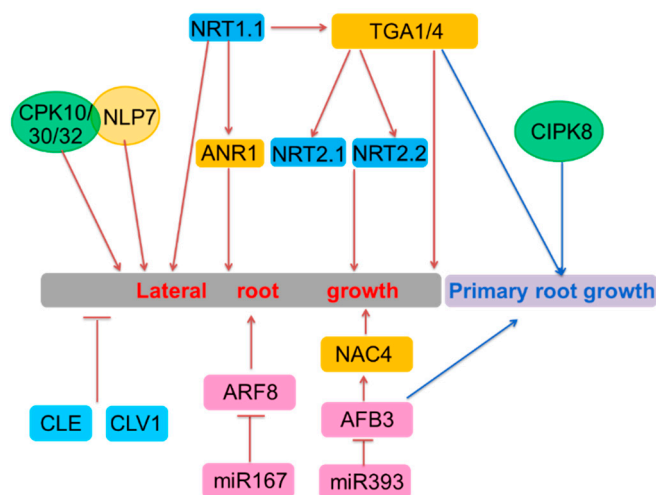 NRT1.1
TGA1/4
CPK10/
30/32
NLP7
CIPK8
ANR1
NRT2.1
NRT2.2
Lateral root growth
Primary root growth
NAC4
ARF8
CLE
CLV1
AFB3
miR167
miR393